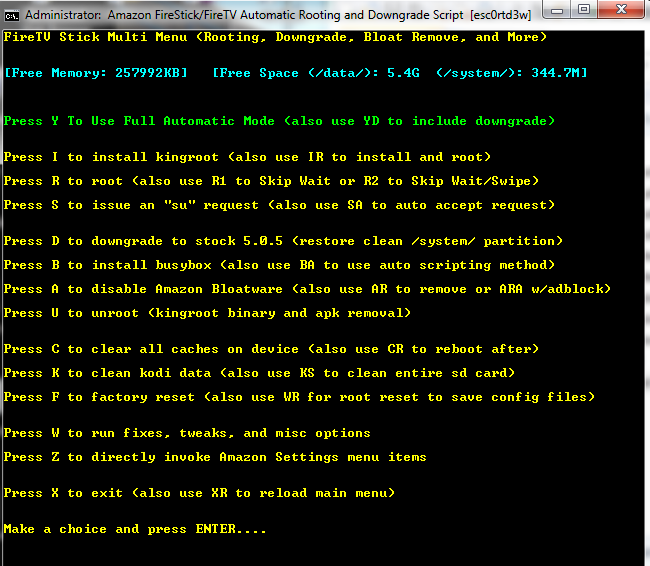 Administrator:  Amazon FireStick/FireTV Automatic Rooting and Downgrade Script  [esc0rtd3w]
FireTV Stick Multi Menu (Rooting, Downgrade, Bloat Remove, and More)
[Free Memory: 257992KB]   [Free Space (/data/): 5.4G  (/system/): 344.7M]
Press Y To Use Full Automatic Mode (also use YD to include downgrade)
Press I to install kingroot (also use IR to install and root)
Press R to root (also use R1 to Skip Wait or R2 to Skip Wait/Swipe)
Press S to issue an "su" request (also use SA to auto accept request)
Press D to downgrade to stock 5.0.5 (restore clean /system/ partition)
Press B to install busybox (also use BA to use auto scripting method)
Press A to disable Amazon Bloatware (also use AR to remove or ARA w/adblock)
Press U to unroot (kingroot binary and apk removal)
Press C to clear all caches on device (also use CR to reboot after)
Press K to clean kodi data (also use KS to clean entire sd card)
Press F to factory reset (also use WR for root reset to save config files)
Press W to run fixes, tweaks, and misc options
Press Z to directly invoke Amazon Settings menu items
Press X to exit (also use XR to reload main menu)
Make a choice and press ENTER....